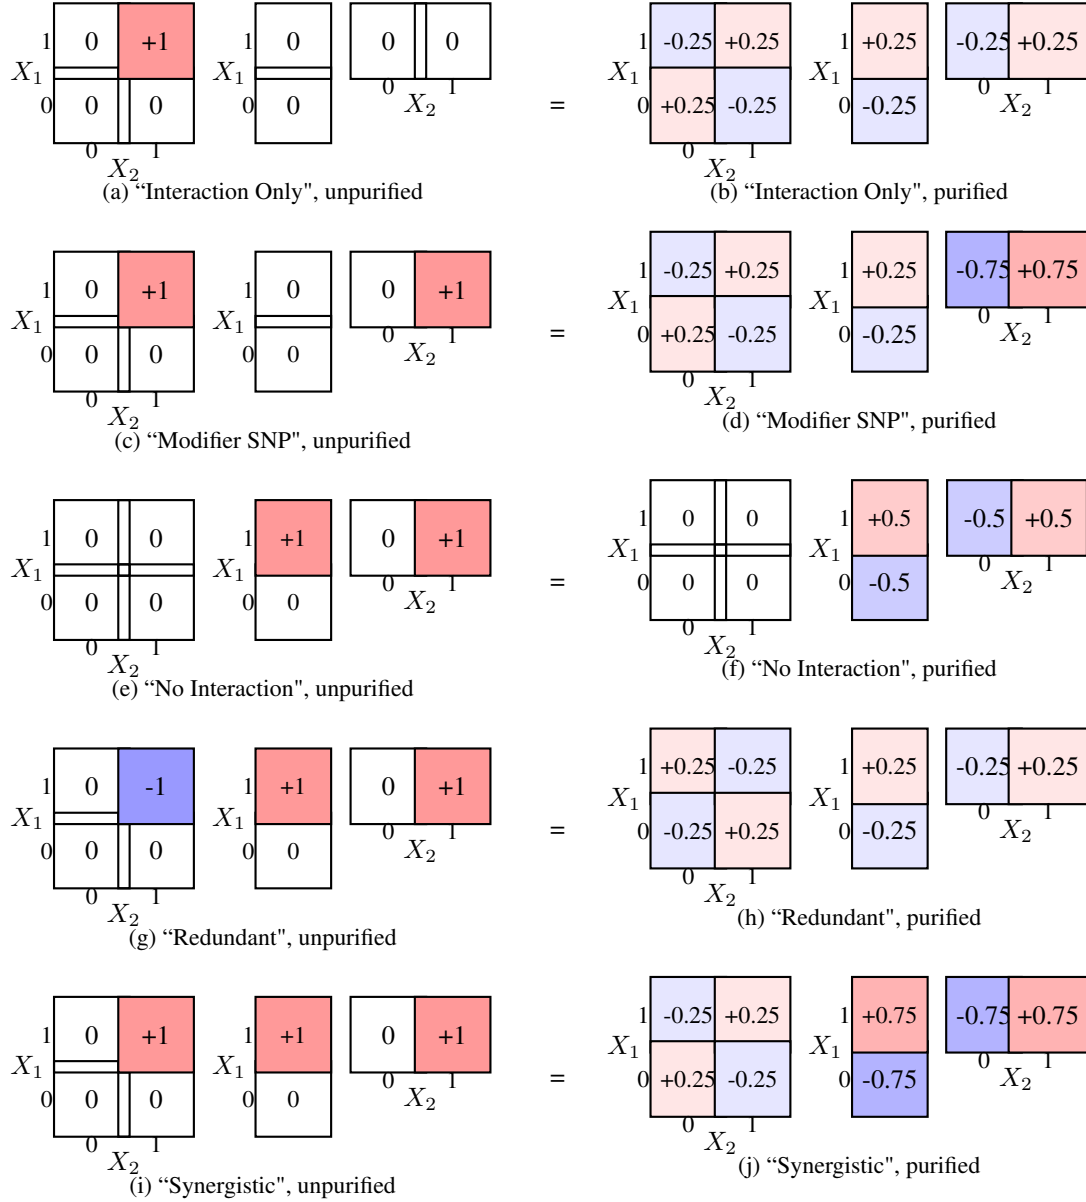 1 0 +1 1 0 0 0 1 -0.25 +0.25 1 +0.25 -0.25 +0.25
X1 X1 0 1 X1 X1 0 1
0 0 0 0 0 X2 = 0 +0.25 -0.25 0 -0.25 X2
0 1 0 1
X2 X2
(a) “Interaction Only", unpurified (b) “Interaction Only", purified
1 0 +1 1 0 0 +1 1 -0.25 +0.25 1 +0.25 -0.75 +0.75
X1 X1 0 1 X1 X1 0 1
0 0 0 0 0 X2 = 0 +0.25 -0.25 0 -0.25 X2
0 1 0 1
X2 X2
(c) “Modifier SNP", unpurified (d) “Modifier SNP", purified
1 0 0 1 +1 0 +1 1 0 0 1 +0.5 -0.5 +0.5
X1 X1 0 1 X1 X1 0 1
0 0 0 0 0 X2 = 0 0 0 0 -0.5 X2
0 1 0 1
X2 X2
(e) “No Interaction", unpurified (f) “No Interaction", purified
1 0 -1 1 +1 0 +1 1 +0.25 -0.25 1 +0.25 -0.25 +0.25
X1 X1 0 1 X1 X1 0 1
0 0 0 0 0 X2 = 0 -0.25 +0.25 0 -0.25 X2
0 1 0 1
X2 X2
(g) “Redundant", unpurified (h) “Redundant", purified
1 0 +1 1 +1 0 +1 1 -0.25 +0.25 1 +0.75 -0.75 +0.75
X1 X1 0 1 X1 X1 0 1
0 0 0 0 0 X2 = 0 +0.25 -0.25 0 -0.75 X2
0 1 0 1
X2 X2
(i) “Synergistic", unpurified (j) “Synergistic", purified